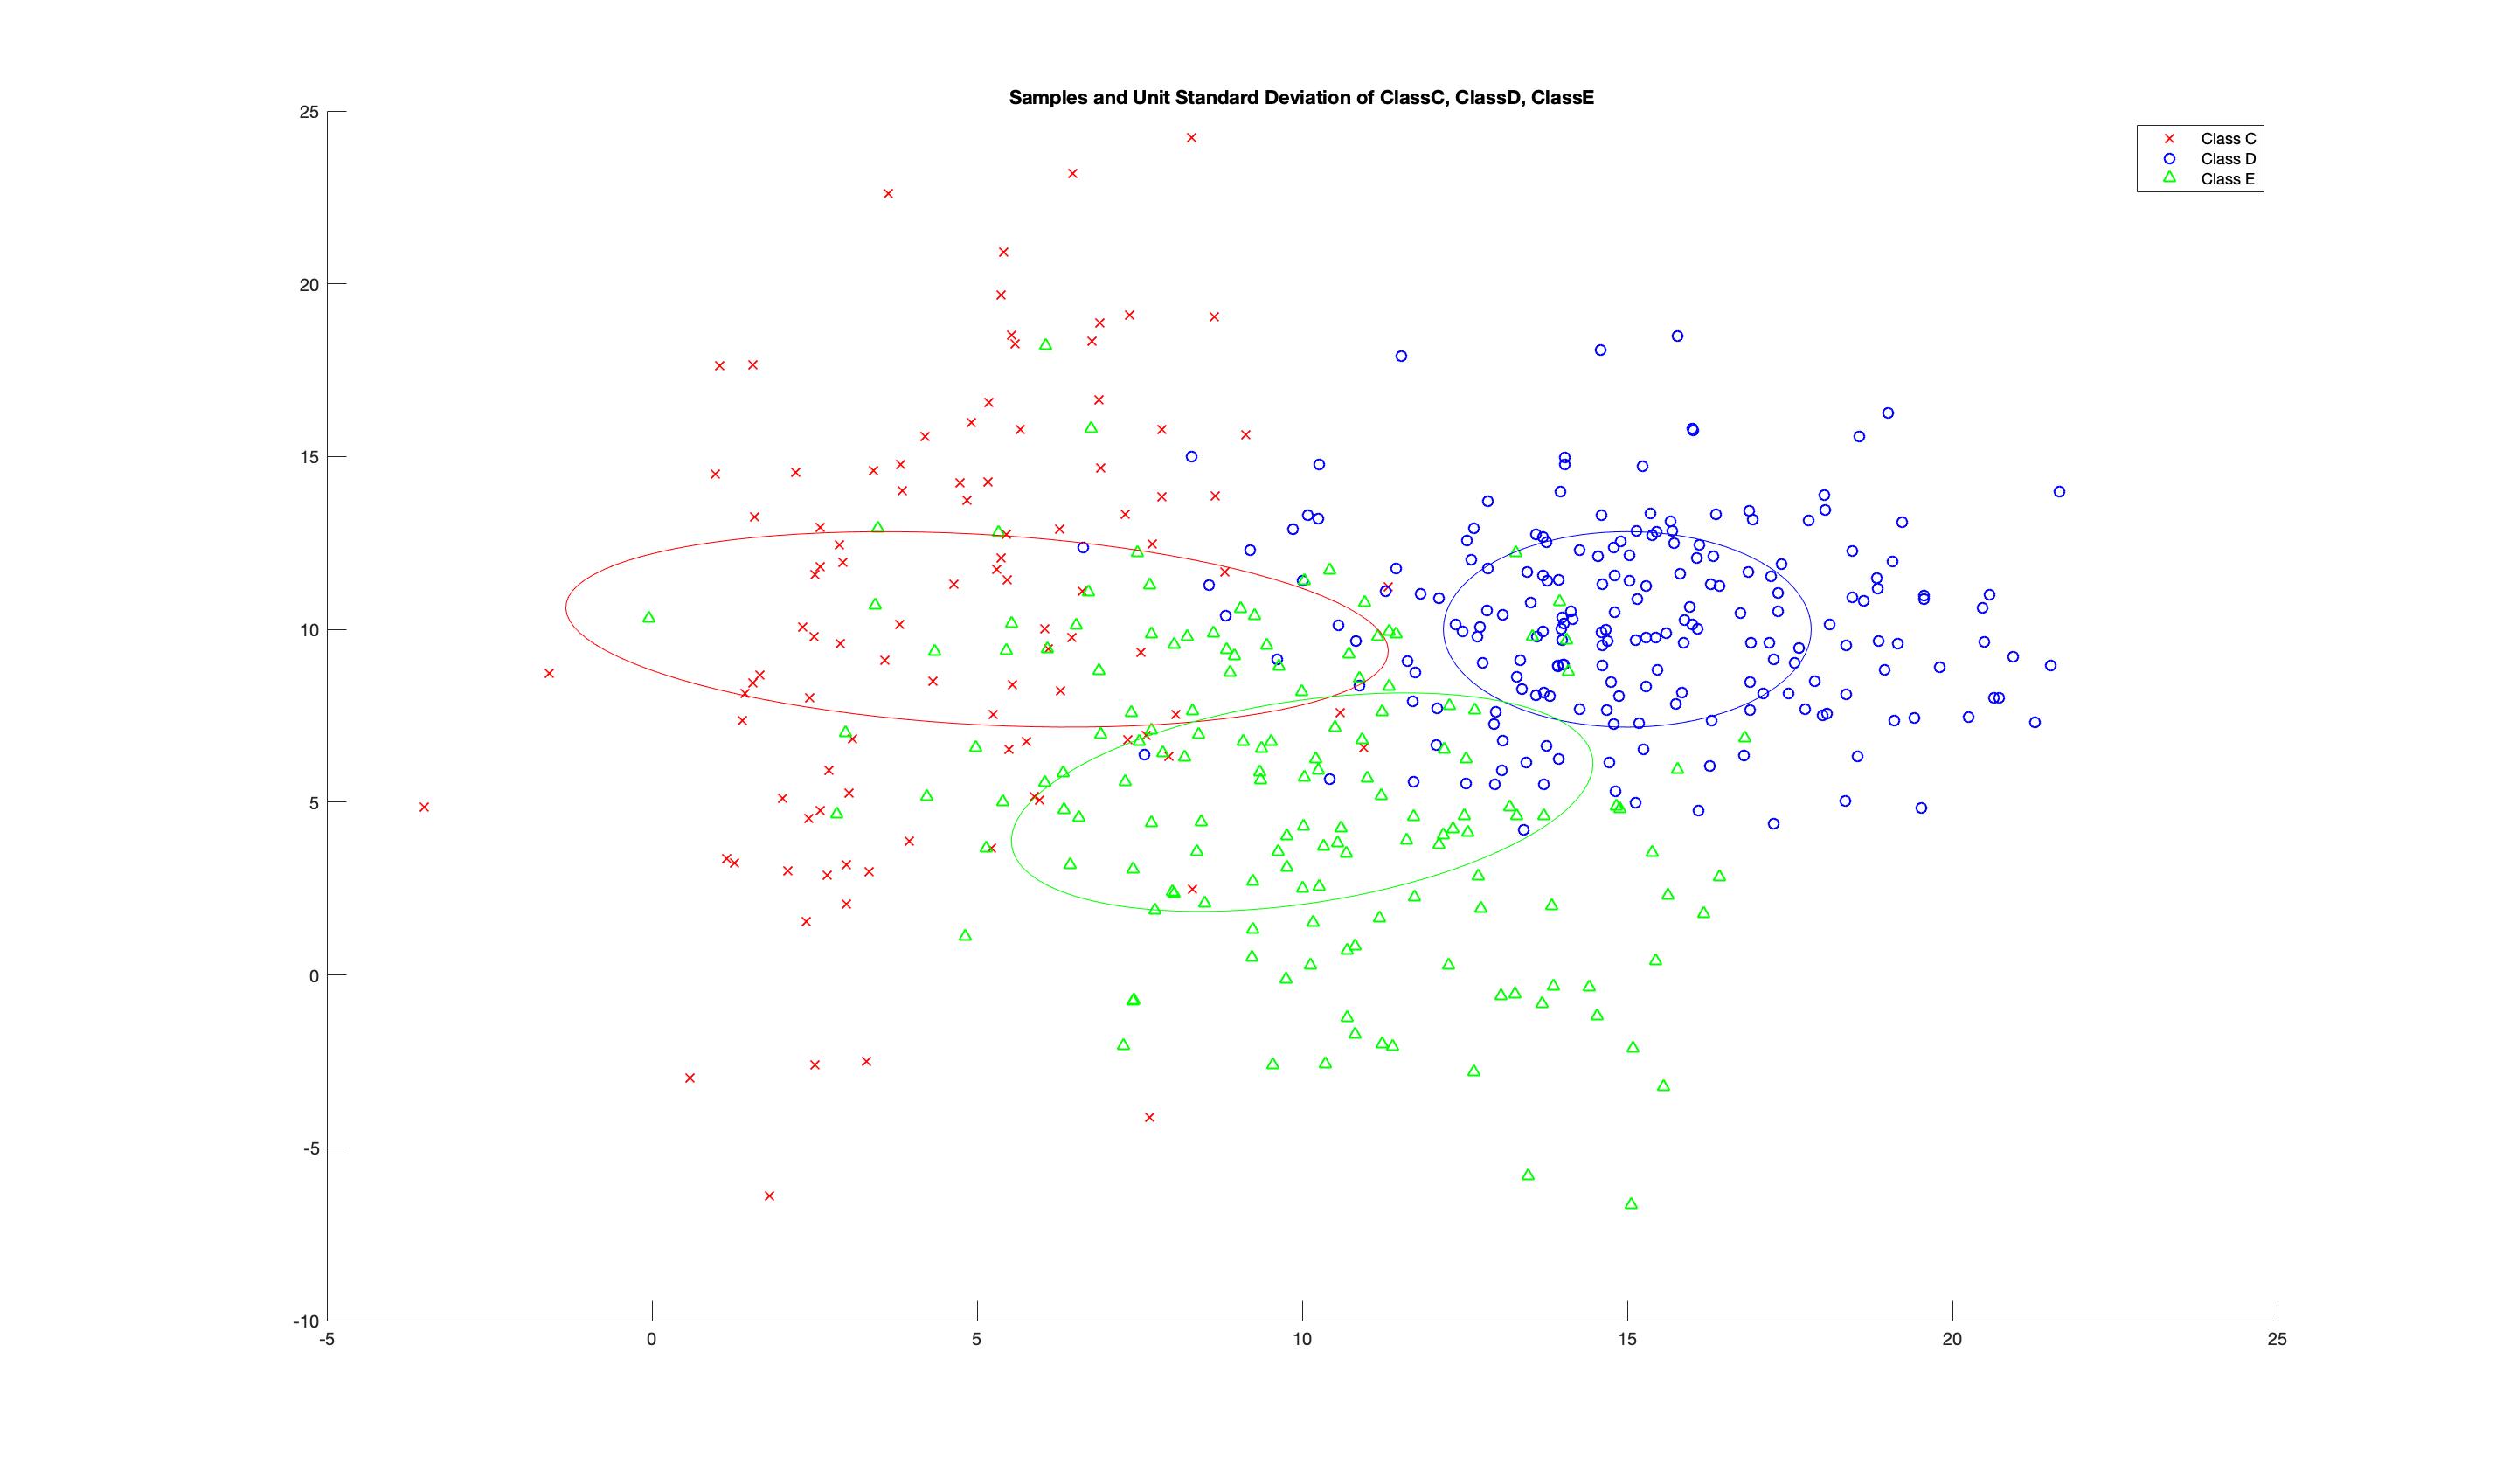 Samples and Unit Standard Deviation of ClassC, ClassD, ClassE
Class C
Class D
Class E
25
20
15
10
5
0
-5
-10
-5 0 5 10 15 20 25